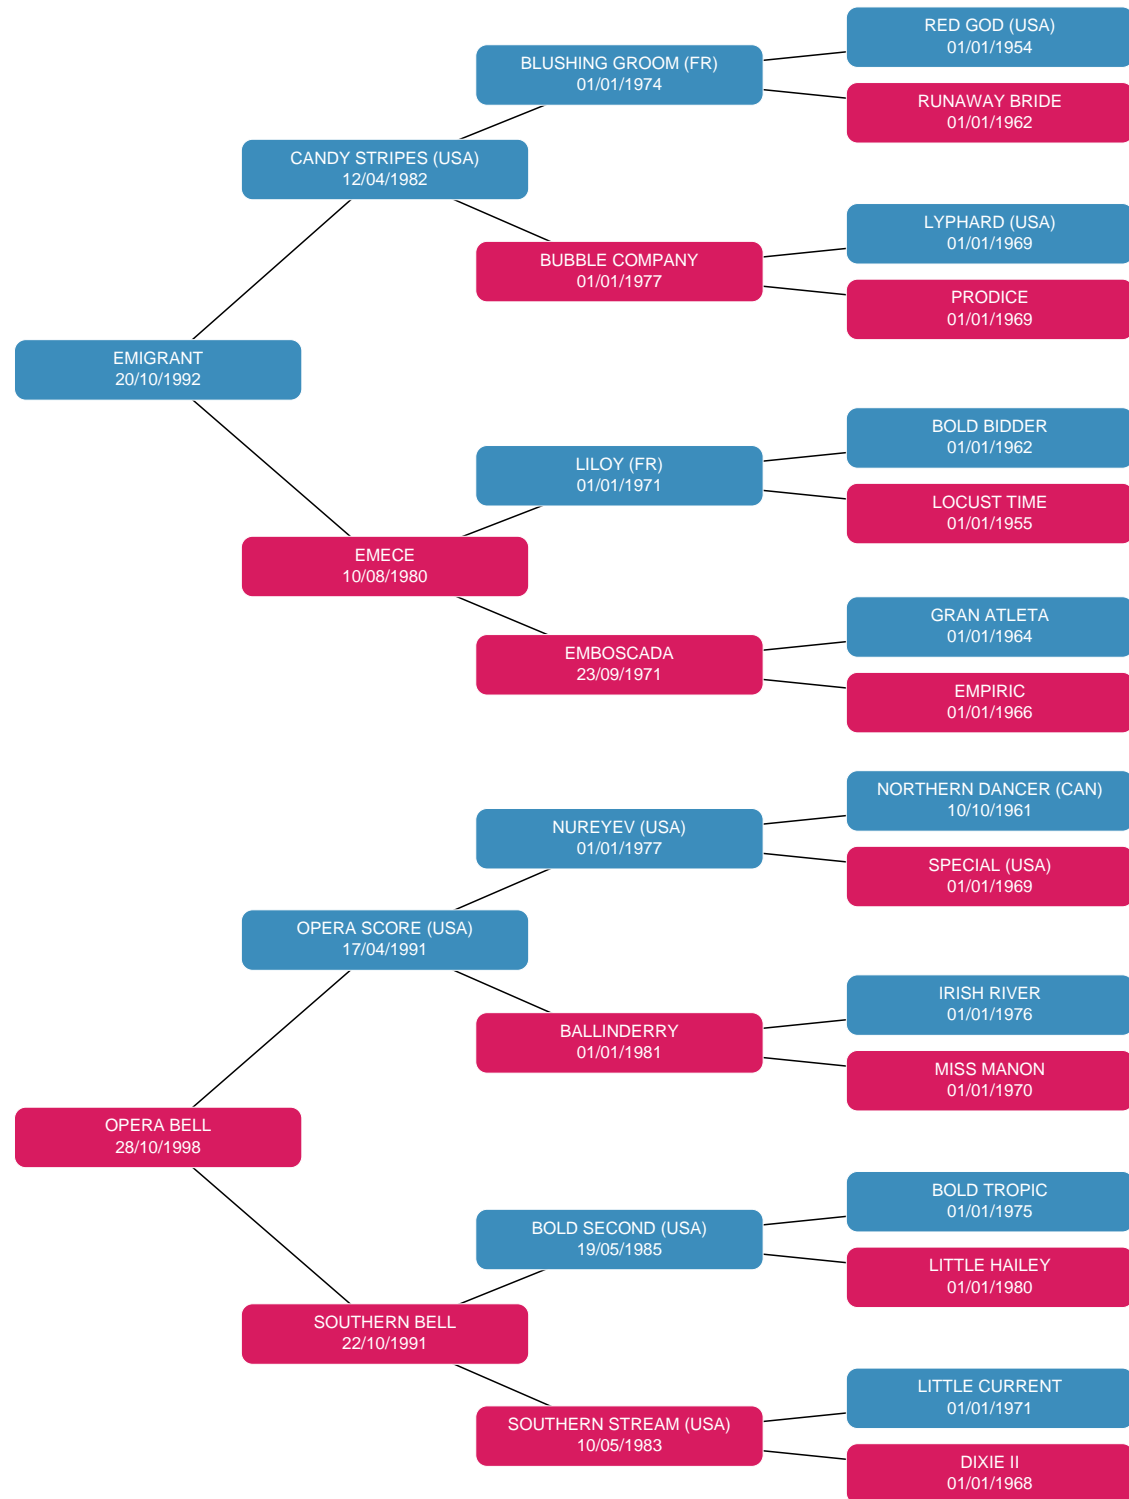 RED GOD (USA)
01/01/1954
BLUSHING GROOM (FR)
01/01/1974
RUNAWAY BRIDE
01/01/1962
CANDY STRIPES (USA)
12/04/1982
LYPHARD (USA)
01/01/1969
BUBBLE COMPANY
01/01/1977
PRODICE
01/01/1969
EMIGRANT
20/10/1992
BOLD BIDDER
01/01/1962
LILOY (FR)
01/01/1971
LOCUST TIME
01/01/1955
EMECE
10/08/1980
GRAN ATLETA
01/01/1964
EMBOSCADA
23/09/1971
EMPIRIC
01/01/1966
NORTHERN DANCER (CAN)
10/10/1961
NUREYEV (USA)
01/01/1977
SPECIAL (USA)
01/01/1969
OPERA SCORE (USA)
17/04/1991
IRISH RIVER
01/01/1976
BALLINDERRY
01/01/1981
MISS MANON
01/01/1970
OPERA BELL
28/10/1998
BOLD TROPIC
01/01/1975
BOLD SECOND (USA)
19/05/1985
LITTLE HAILEY
01/01/1980
SOUTHERN BELL
22/10/1991
LITTLE CURRENT
01/01/1971
SOUTHERN STREAM (USA)
10/05/1983
DIXIE II
01/01/1968